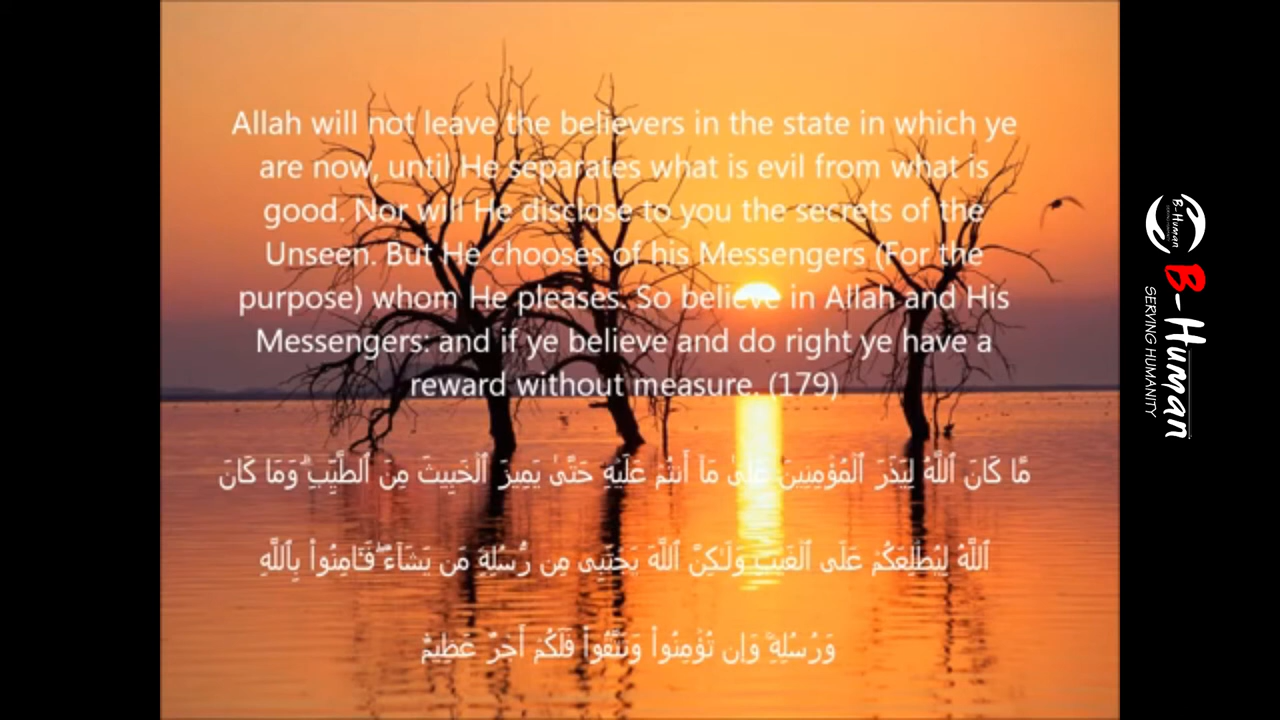 Allah will not leave the believers in the state in which ye
are now, until He separates what is evil from what is
good. Nor will He disclose to you the secrets of the
Unseen. But He chooses of his Messengers (For the
purpose) whom He pleases. So believe in Allah and His
Messengers: and if ye believe and do right ye have a
reward without measure. (179)
مَّا كَانَ ٱللَّهُ لِيَذَرَ ٱلْمُؤْمِنِينَ عَلَىٰ مَآ أَنتُمْ عَلَيْهِ حَتَّىٰ يَمِيزَ ٱلْخَبِيثَ مِنَ ٱلطَّيِّبِ ۗ وَمَا كَانَ
ٱللَّهُ لِيُطْلِعَكُمْ عَلَى ٱلْغَيْبِ وَلَـٰكِنَّ ٱللَّهَ يَجْتَبِى مِن رُّسُلِهِۦ مَن يَشَآءُ ۖ فَـَٔامِنُوا۟ بِٱللَّهِ
وَرُسُلِهِۦ ۚ وَإِن تُؤْمِنُوا۟ وَتَتَّقُوا۟ فَلَكُمْ أَجْرٌ عَظِيمٌ
B-Human
B-Human
SERVING HUMANITY